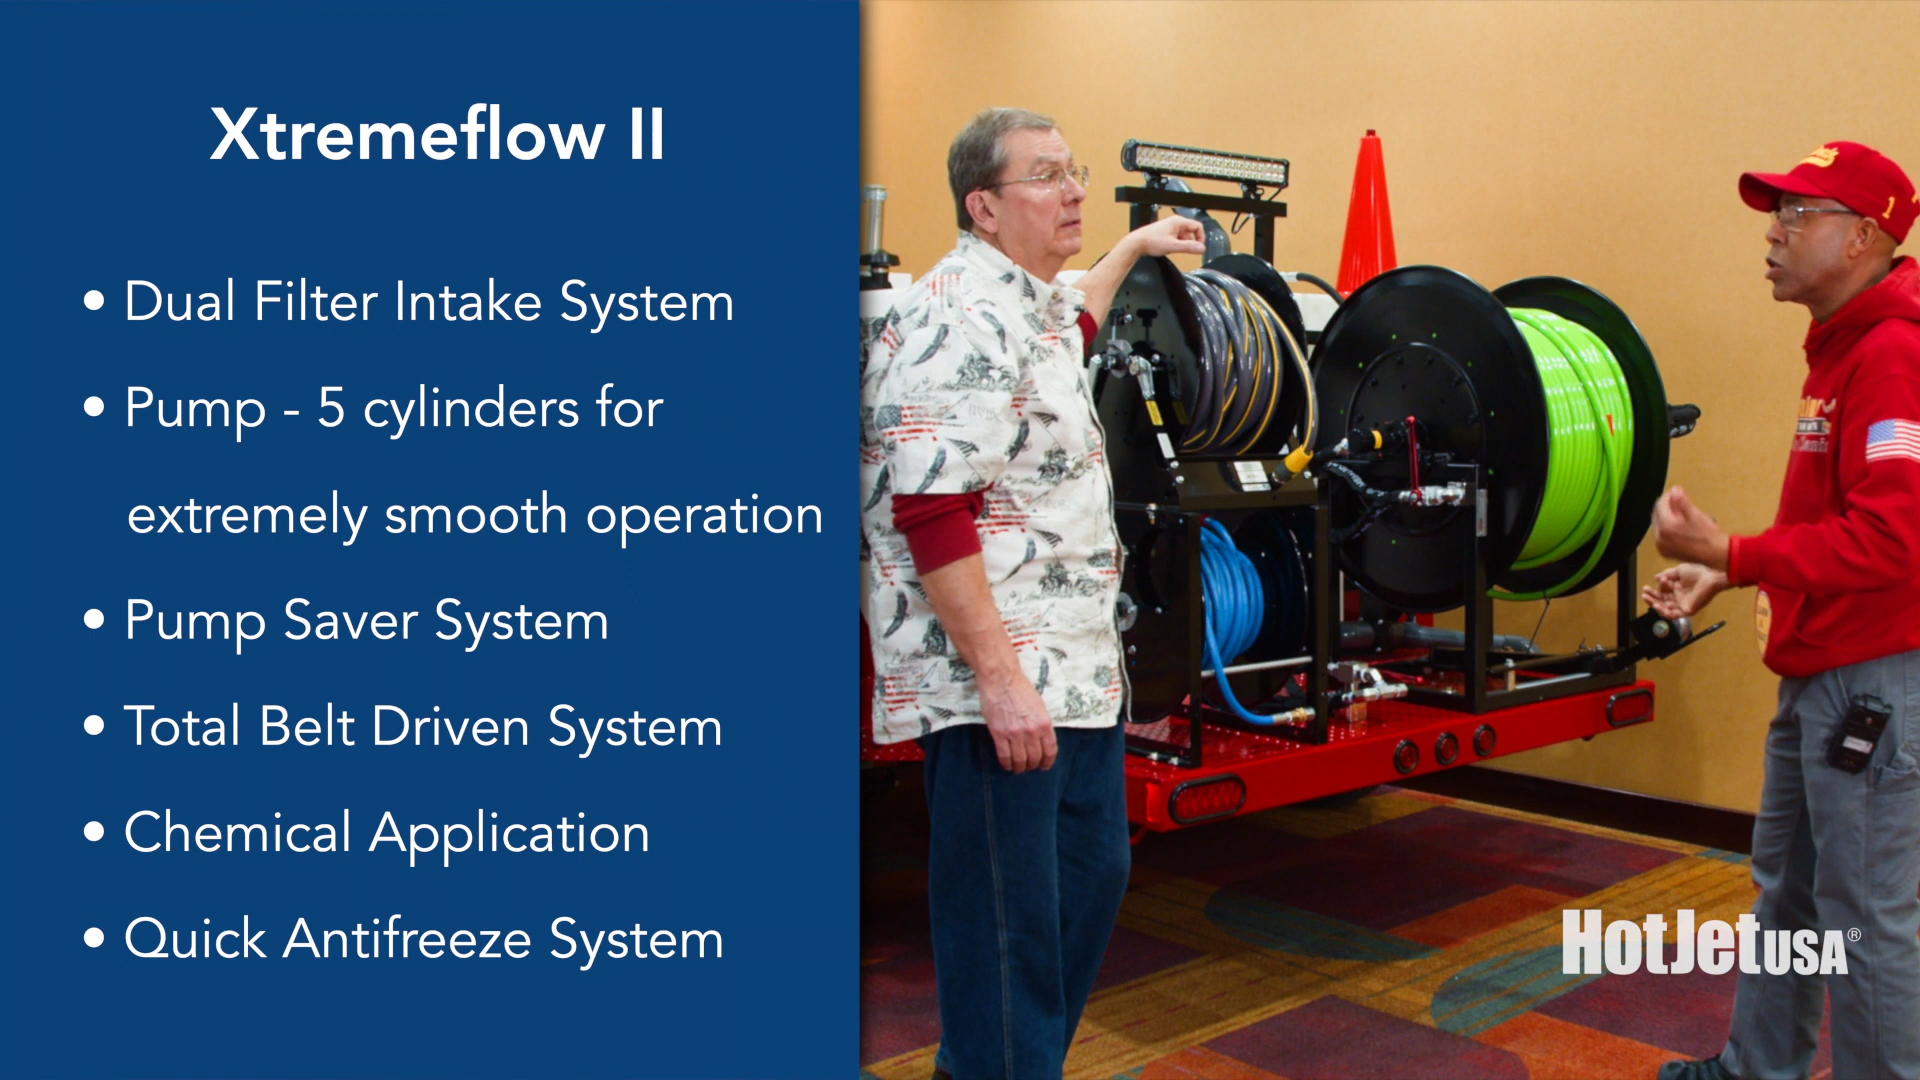 Xtremeflow II
• Dual Filter Intake System
• Pump - 5 cylinders for
extremely smooth operation
• Pump Saver System
• Total Belt Driven System
• Chemical Application
• Quick Antifreeze System
1
HotJetUSA®